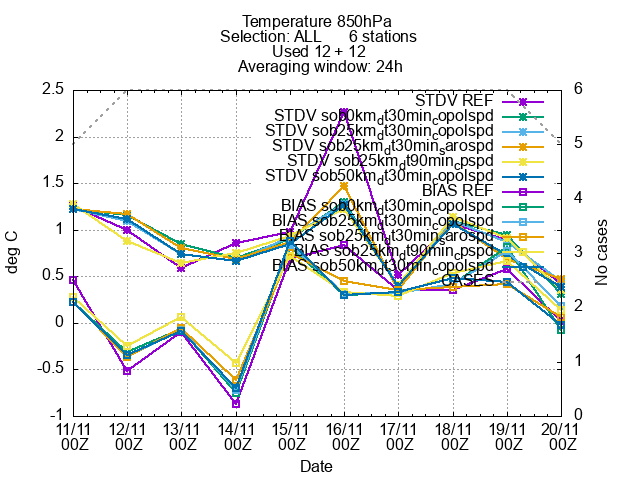 Temperature 850hPa
Selection: ALL 6 stations
Used 12 + 12
Averaging window: 24h
2.5
2
1.5
1
0.5
0
-0.5
-1
deg C
STDV REF
STDV sob0km_dt30min_copolspd
STDV sob25km_dt30min_copolspd
STDV sob25km_dt30min_sarospd
STDV sob25km_dt90min_cpspd
STDV sob50km_dt30min_copolspd
BIAS REF
BIAS sob0km_dt30min_copolspd
BIAS sob25km_dt30min_copolspd
BIAS sob25km_dt30min_sarospd
BIAS sob25km_dt90min_cpspd
BIAS sob50km_dt30min_copolspd
CASES
6
5
4
3
2
1
0
No cases
11/11 12/11 13/11 14/11 15/11 16/11 17/11 18/11 19/11 20/11
00Z 00Z 00Z 00Z 00Z 00Z 00Z 00Z 00Z 00Z
Date